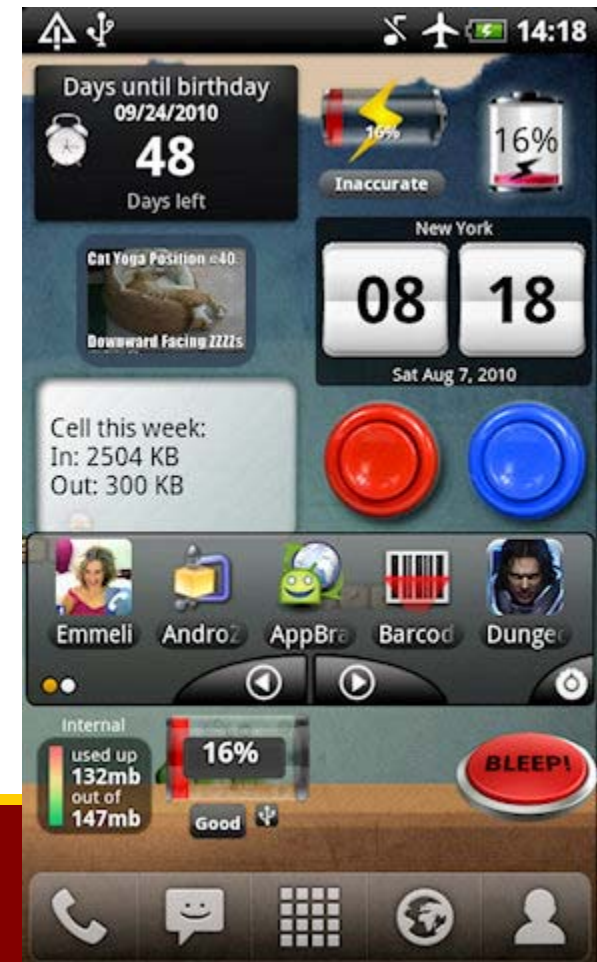 14:18
Days until birthday
09/24/2010
48
Days left
16%
Inaccurate
16%
Cat Yoga Position #40:
Downward Facing ZZZZs
New York
08 18
Sat Aug 7, 2010
Cell this week:
In: 2504 KB
Out: 300 KB
Emmeli AndroZ AppBra Barcod Dunge
Internal
used up
132mb
out of
147mb
16%
Good
BLEEP!